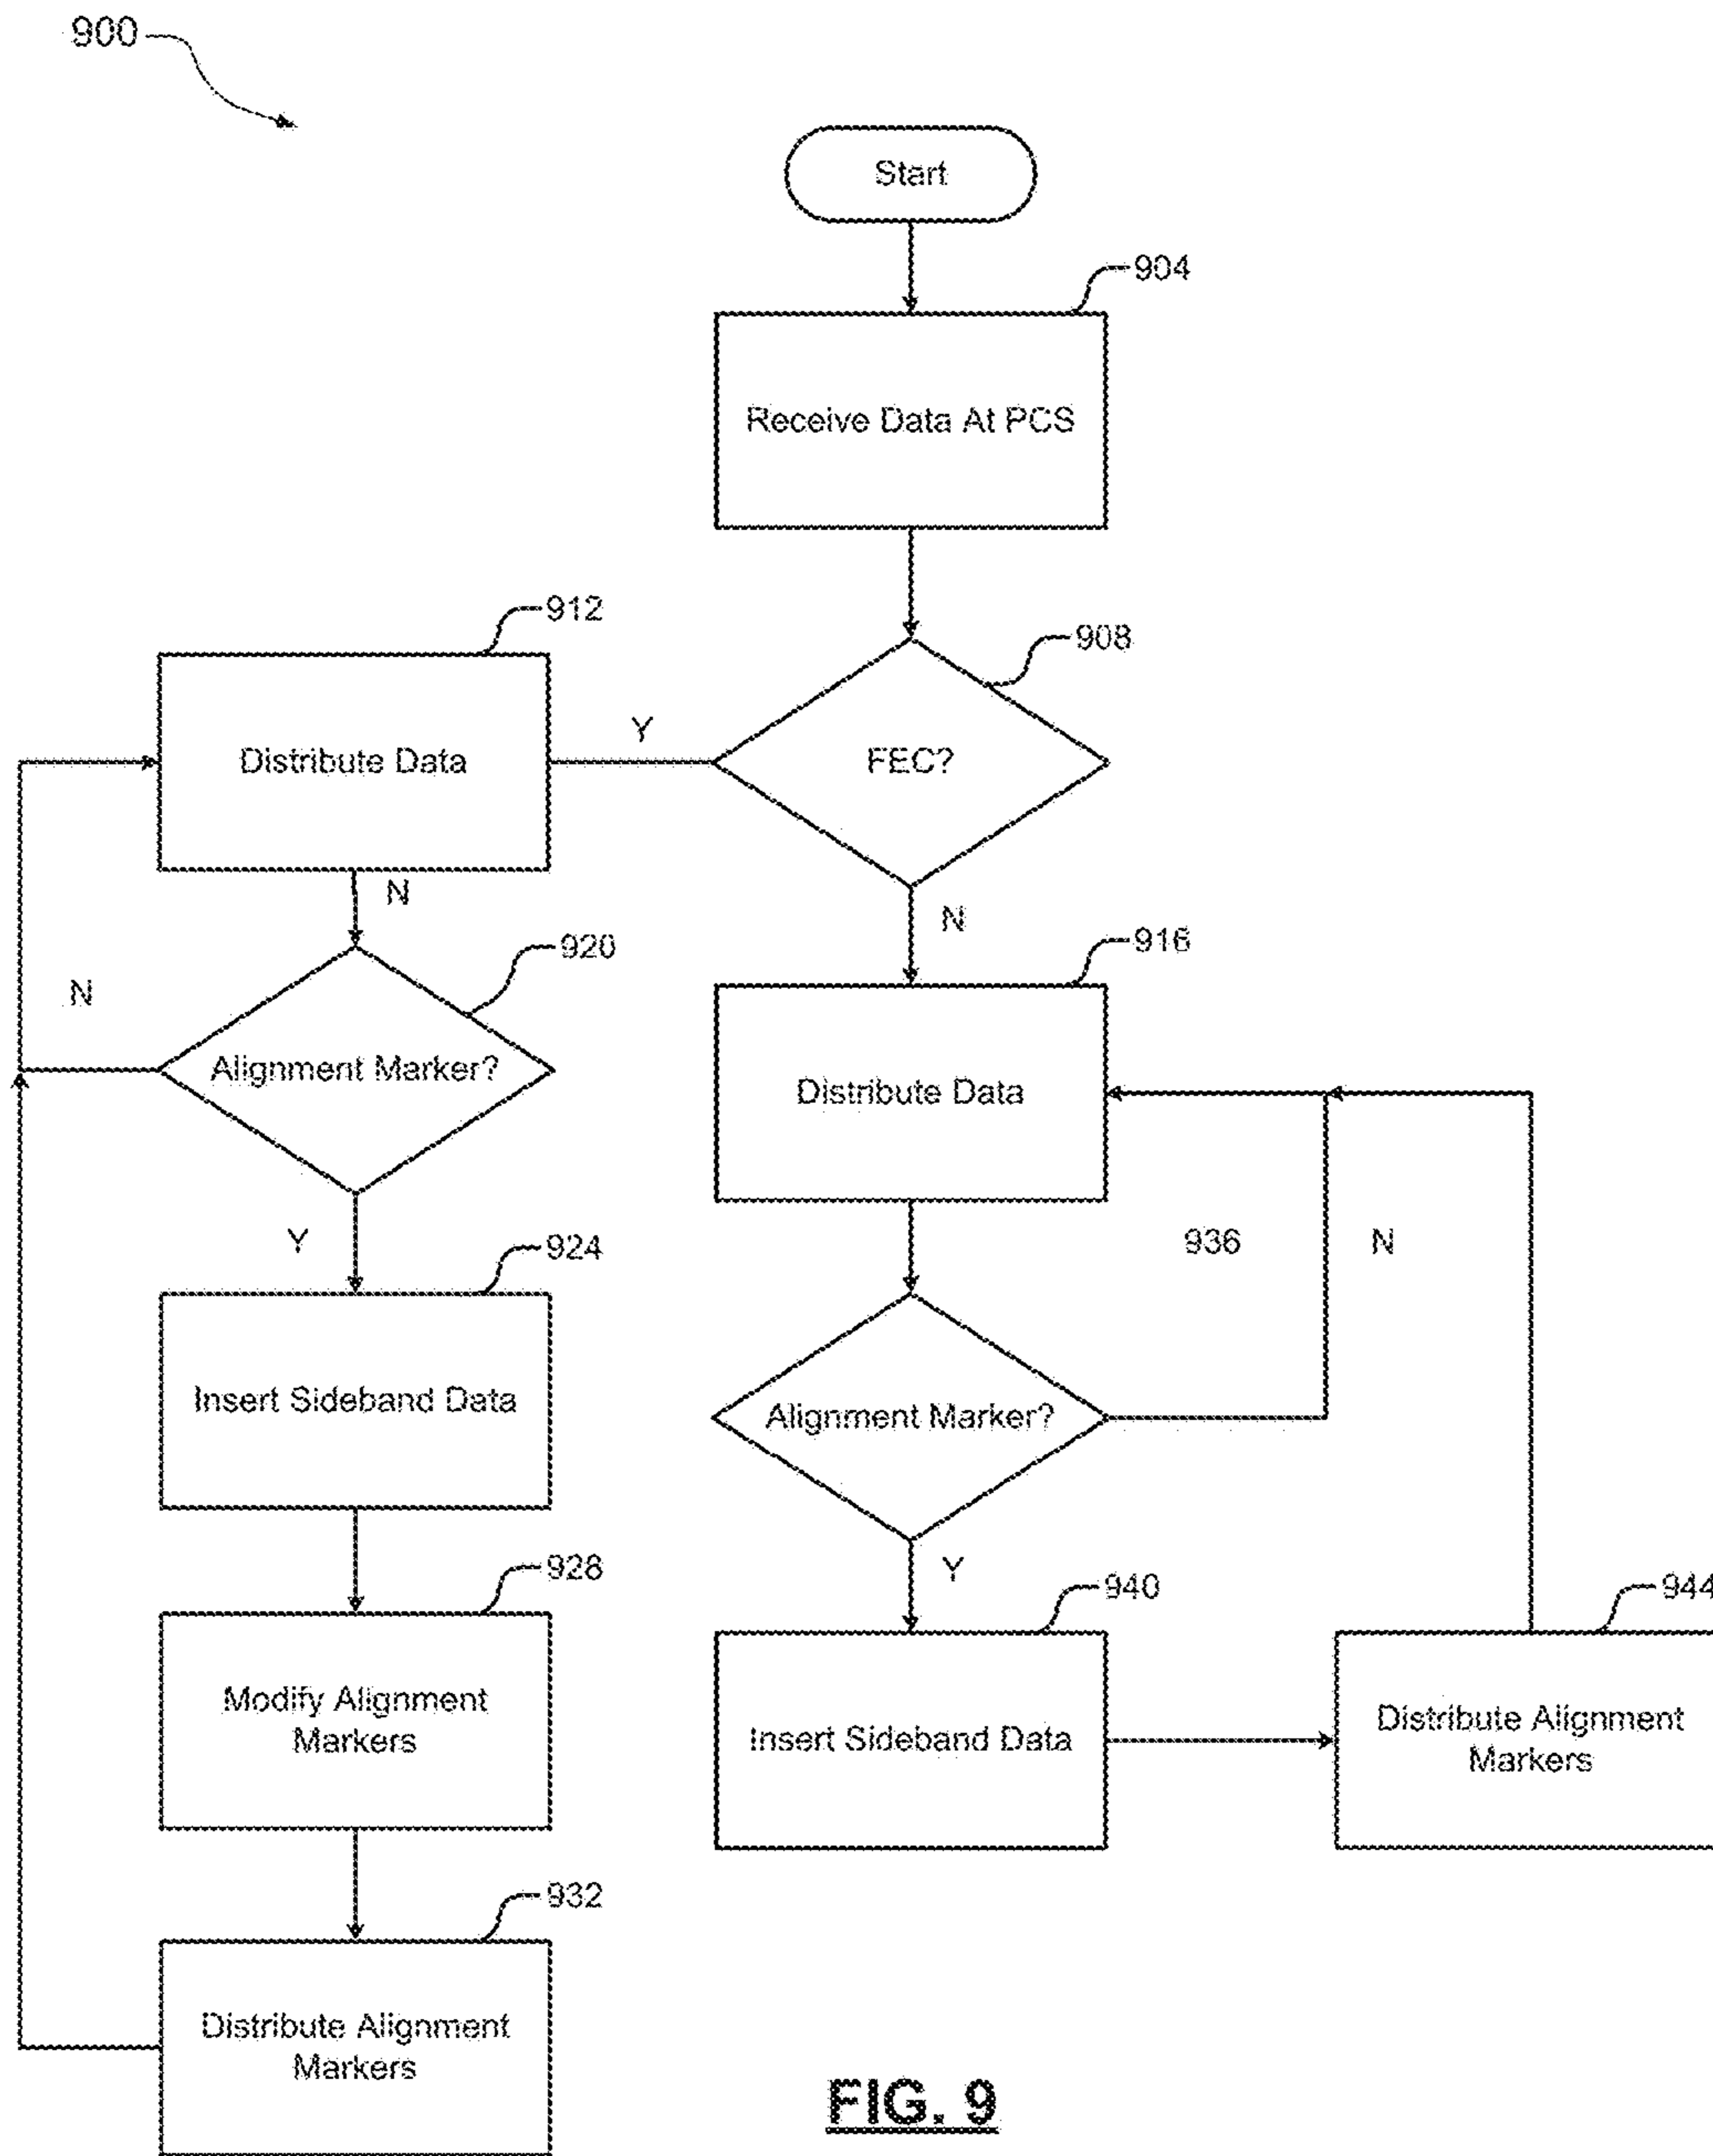 900
Start
904
Receive Data At PCS
912
908
Distribute Data
Y
FEC?
N
N
920
916
N
Alignment Marker?
Distribute Data
Y
924
936
N
Insert Sideband Data
Alignment Marker?
928
Y
940
944
Modify Alignment
Markers
Insert Sideband Data
Distribute Alignment
Markers
932
Distribute Alignment
Markers
FIG. 9